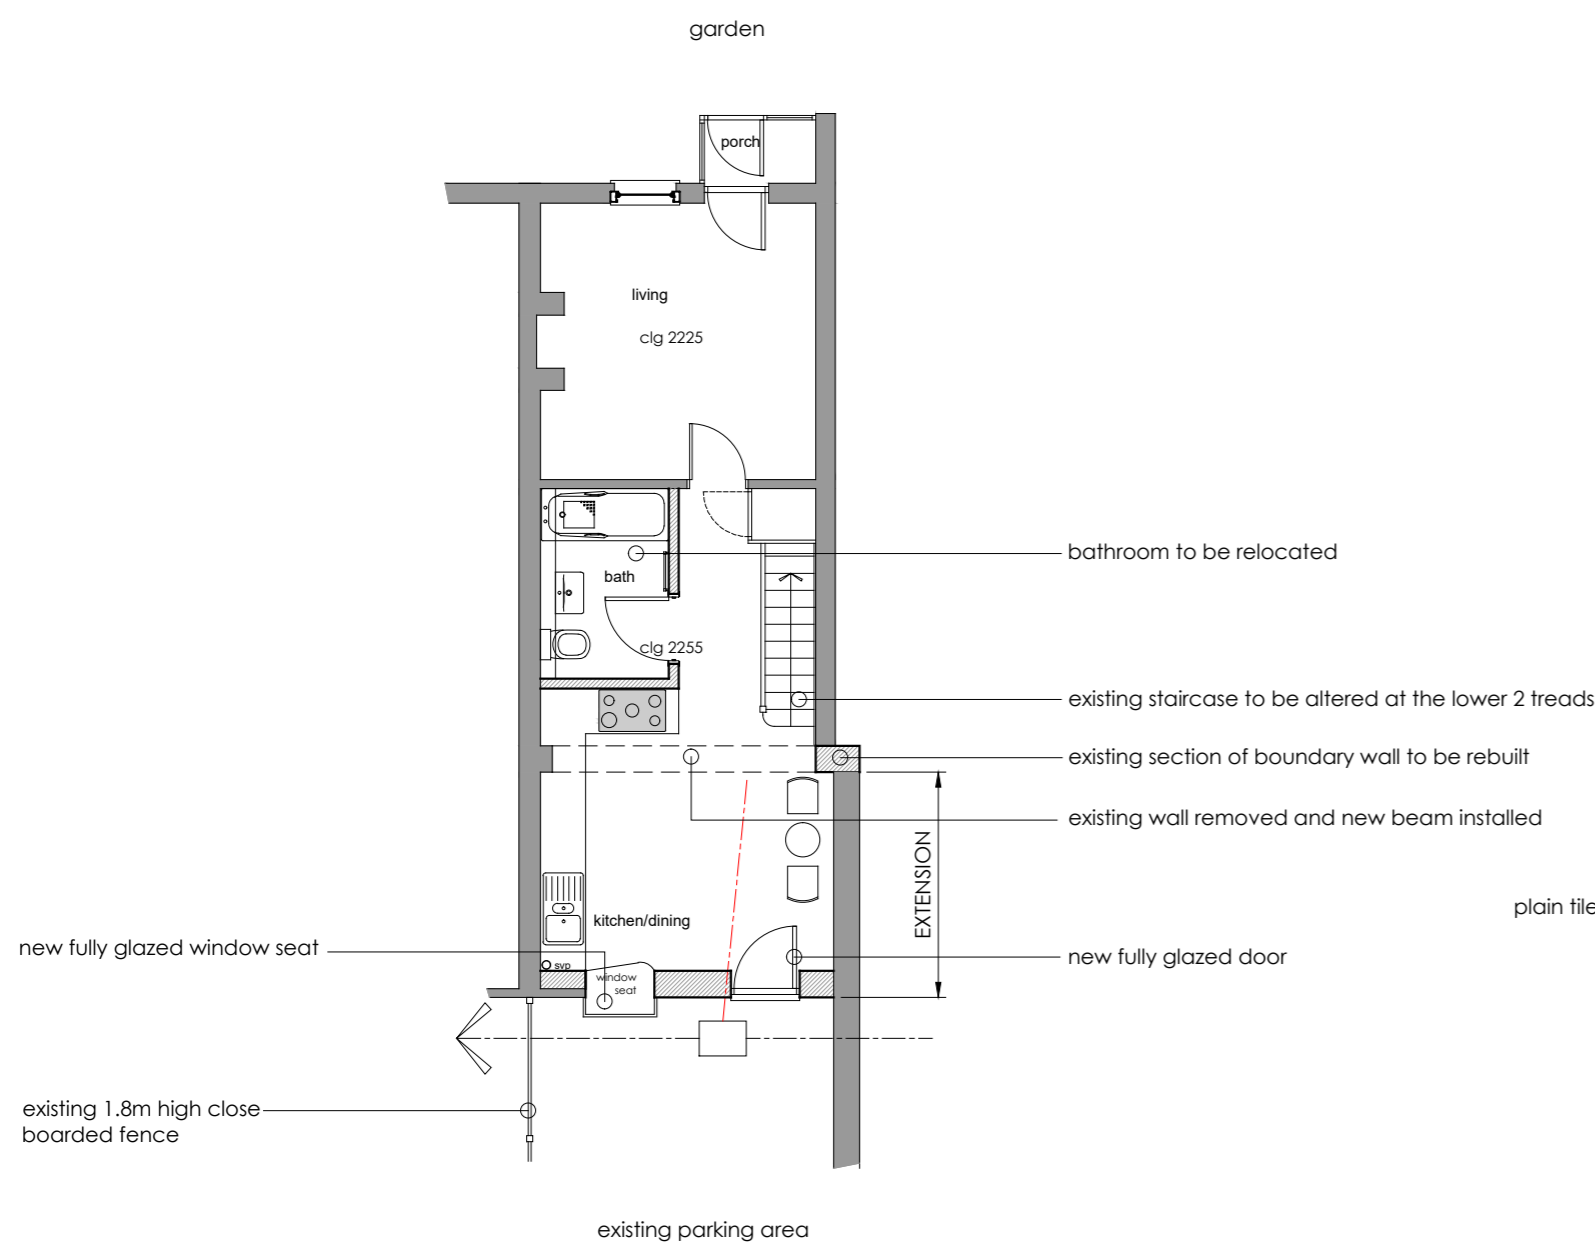 garden
porch
living
clg 2225
bathroom to be relocated
bath
clg 2255
existing staircase to be altered at the lower 2 treads
existing section of boundary wall to be rebuilt
existing wall removed and new beam installed
EXTENSION
plain tile
kitchen/dining
new fully glazed window seat
new fully glazed door
svp
window
seat
existing 1.8m high close
boarded fence
existing parking area